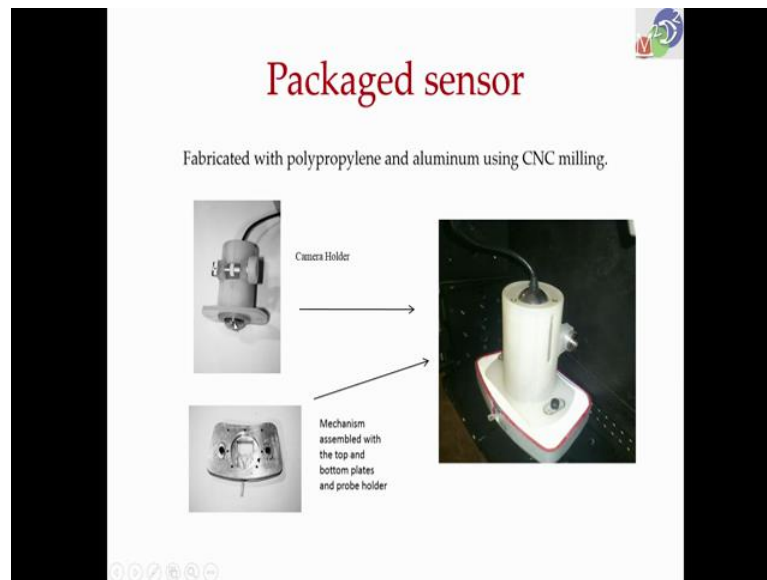 Packaged sensor
Fabricated with polypropylene and aluminum using CNC milling.
Camera Holder
Mechanism
assembled with
the top and
bottom plates
and probe holder